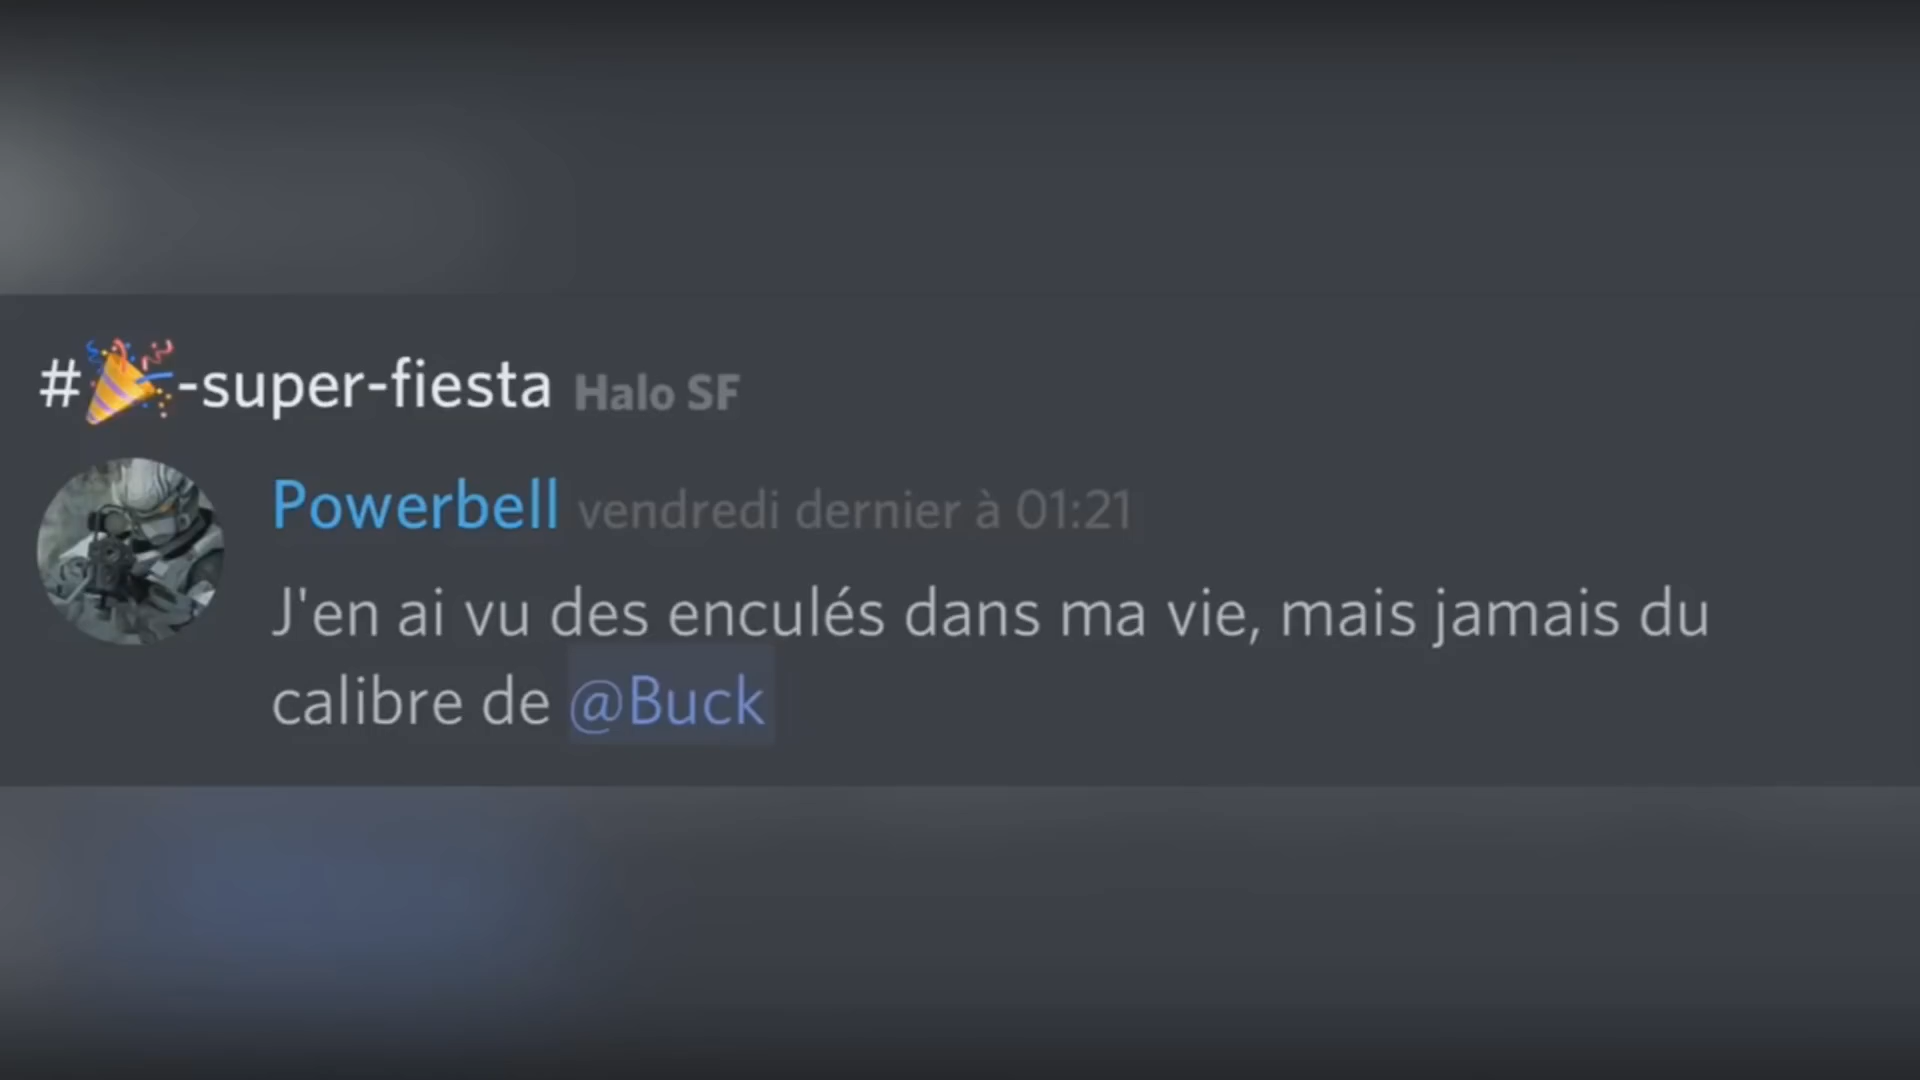 #🎉-super-fiesta Halo SF
Powerbell vendredi dernier à 01:21
J'en ai vu des enculés dans ma vie, mais jamais du
calibre de @Buck